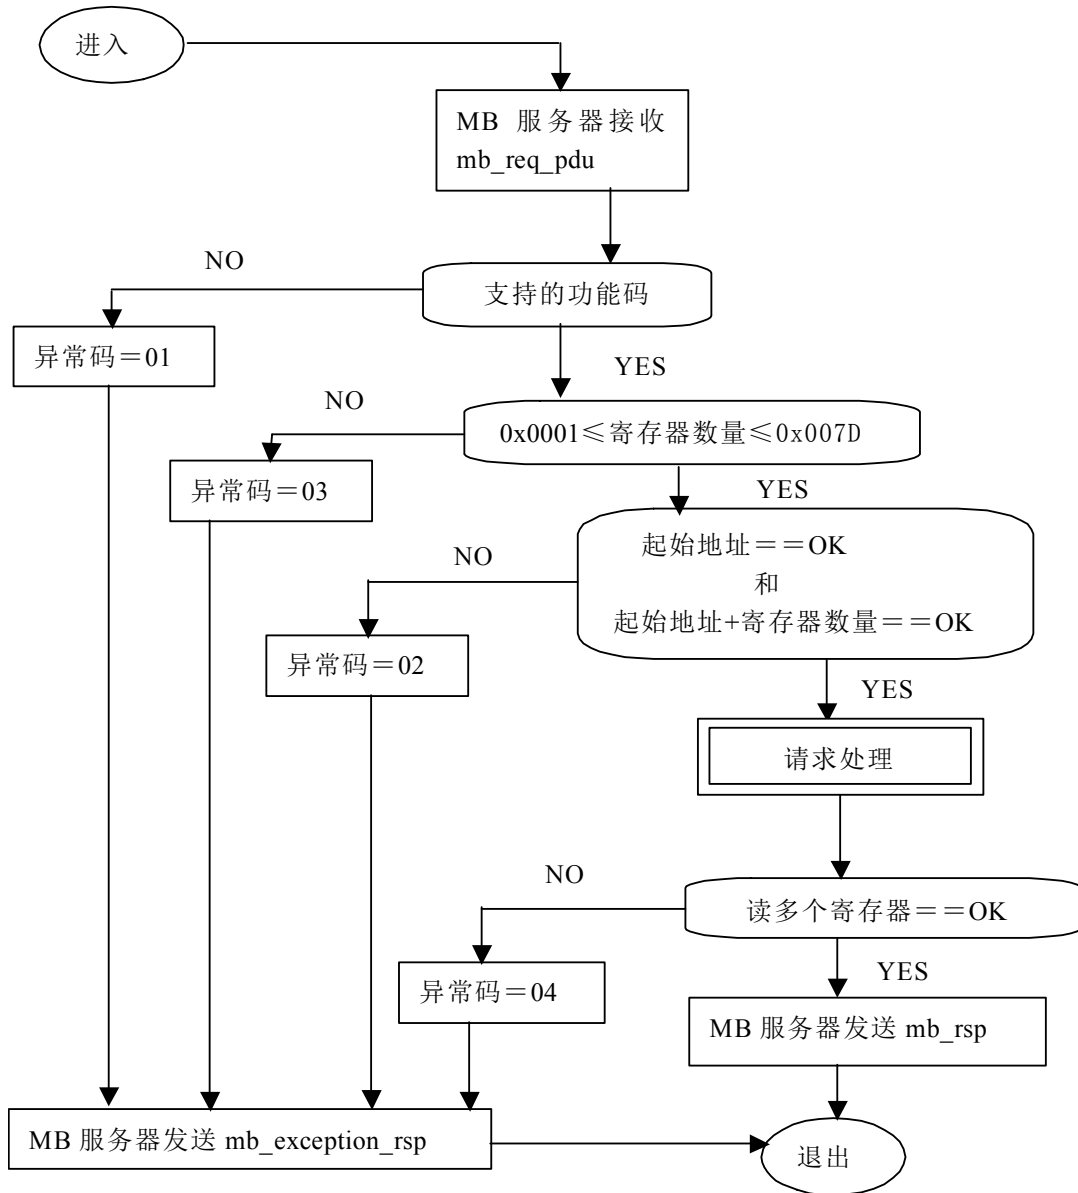 进入
MB 服务器接收
mb_req_pdu
NO
支持的功能码
异常码＝01
YES
NO
0x0001≤寄存器数量≤0x007D
异常码＝03
YES
起始地址＝＝OK
NO
和
起始地址+寄存器数量＝＝OK
异常码＝02
YES
请求处理
NO
读多个寄存器＝＝OK
YES
异常码＝04
MB 服务器发送 mb_rsp
MB 服务器发送 mb_exception_rsp
退出